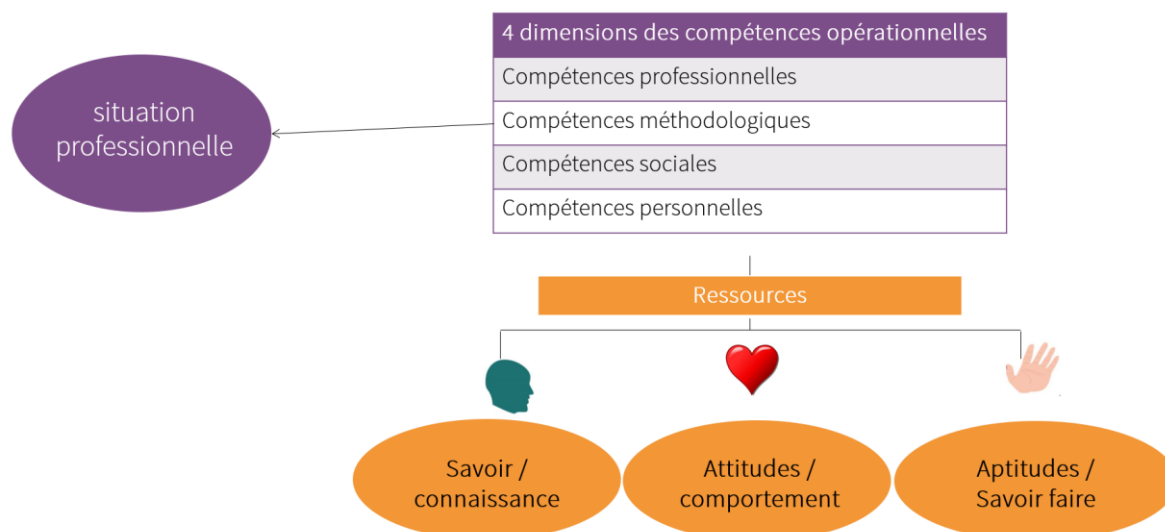 4 dimensions des compétences opérationnelles
Compétences professionnelles
situation
professionnelle
Compétences méthodologiques
Compétences sociales
Compétences personnelles
Ressources
Savoir /
connaissance
Attitudes /
comportement
Aptitudes /
Savoir faire